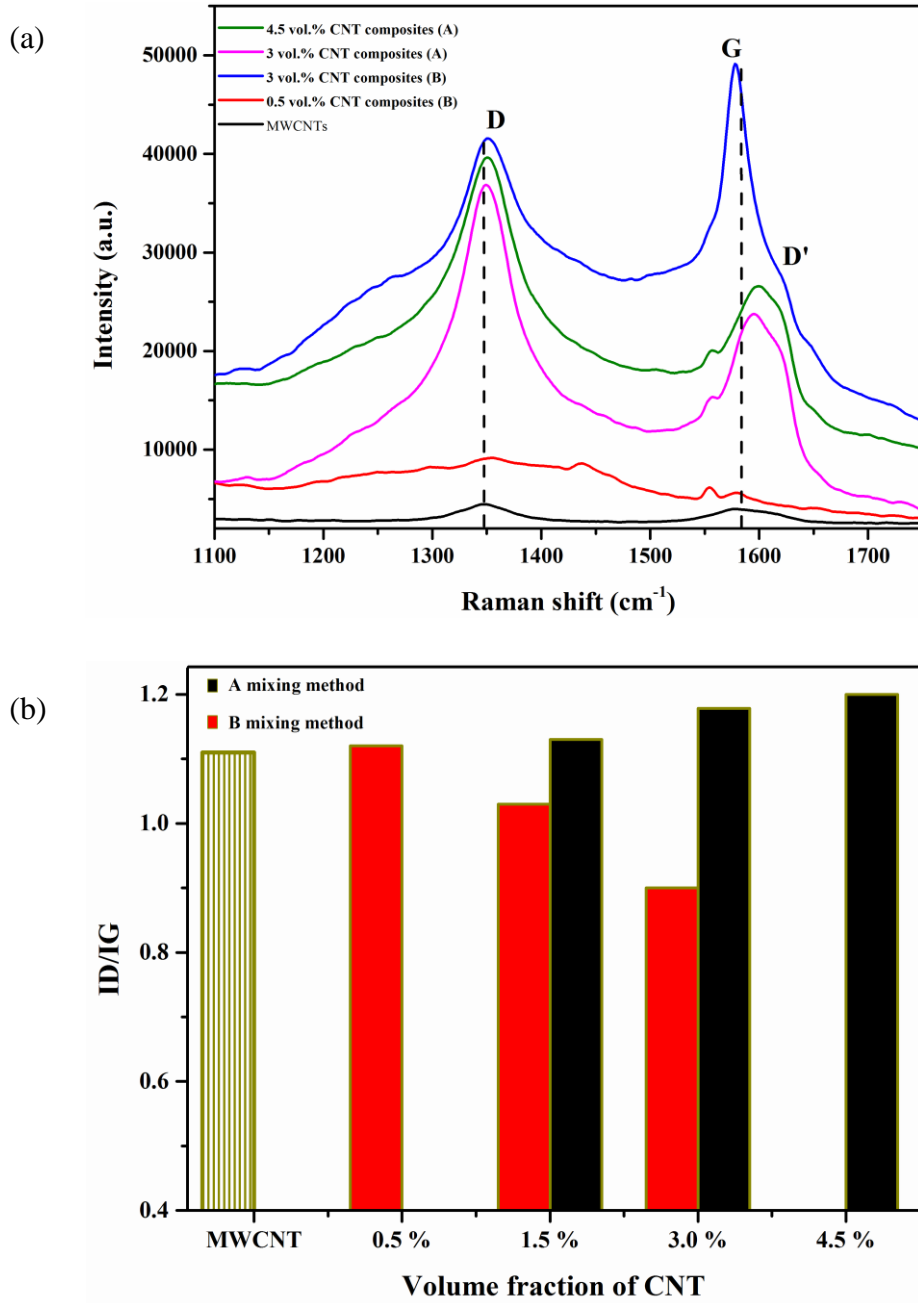 (a)
4.5 vol.% CNT composites (A)
3 vol.% CNT composites (A)
3 vol.% CNT composites (B)
0.5 vol.% CNT composites (B)
MWCNTs
D
G
D'
Intensity (a.u.)
50000
40000
30000
20000
10000
1100 1200 1300 1400 1500 1600 1700
Raman shift (cm⁻¹)
(b)
A mixing method
B mixing method
ID/IG
1.2
1.0
0.8
0.6
0.4
MWCNT 0.5 % 1.5 % 3.0 % 4.5 %
Volume fraction of CNT